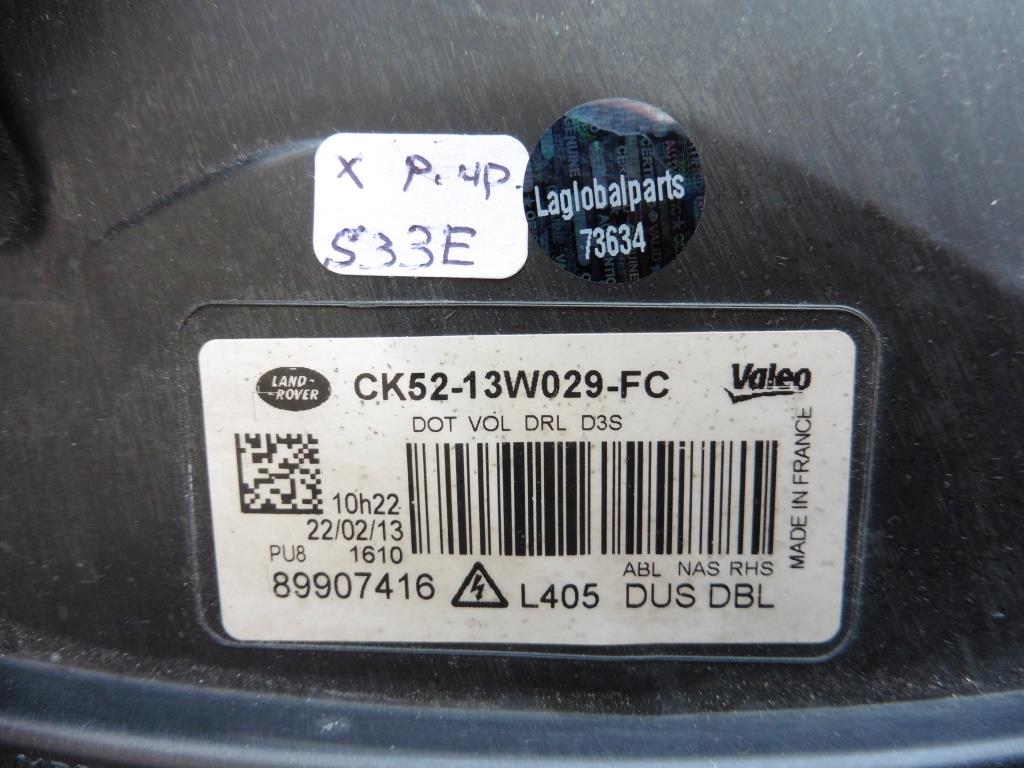 X P. up
S33E
Laglobalparts
73634
LAND-
ROVER
CK52-13W029-FC
Valeo
DOT VOL DRL D3S
10h22
22/02/13
PU8 1610
89907416
L405
ABL NAS RHS
DUS DBL
MADE IN FRANCE